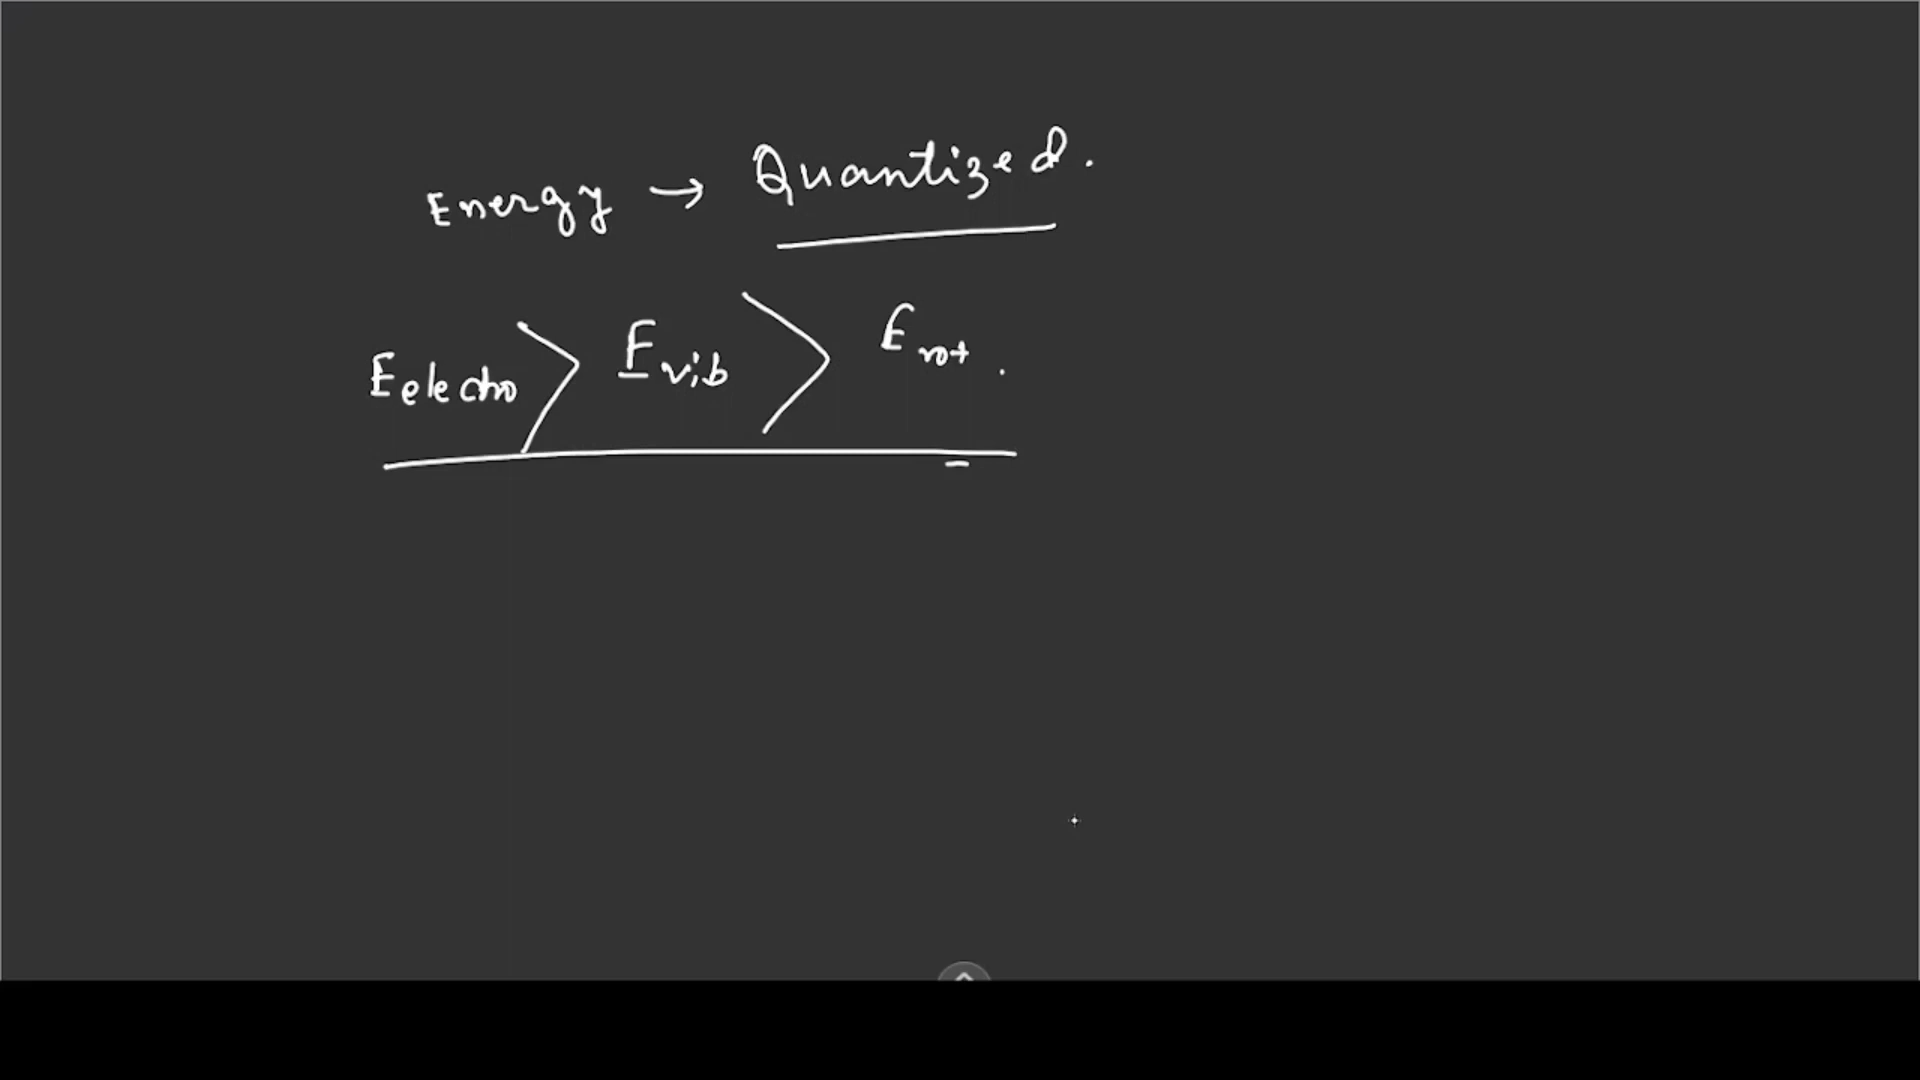 Energy → Quantized.
Eelectro > Evib > Erot.